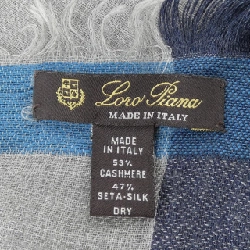 Loro Piana
MADE IN ITALY
MADE
IN ITALY
53%
CASHMERE
47%
SETA-SILK
DRY